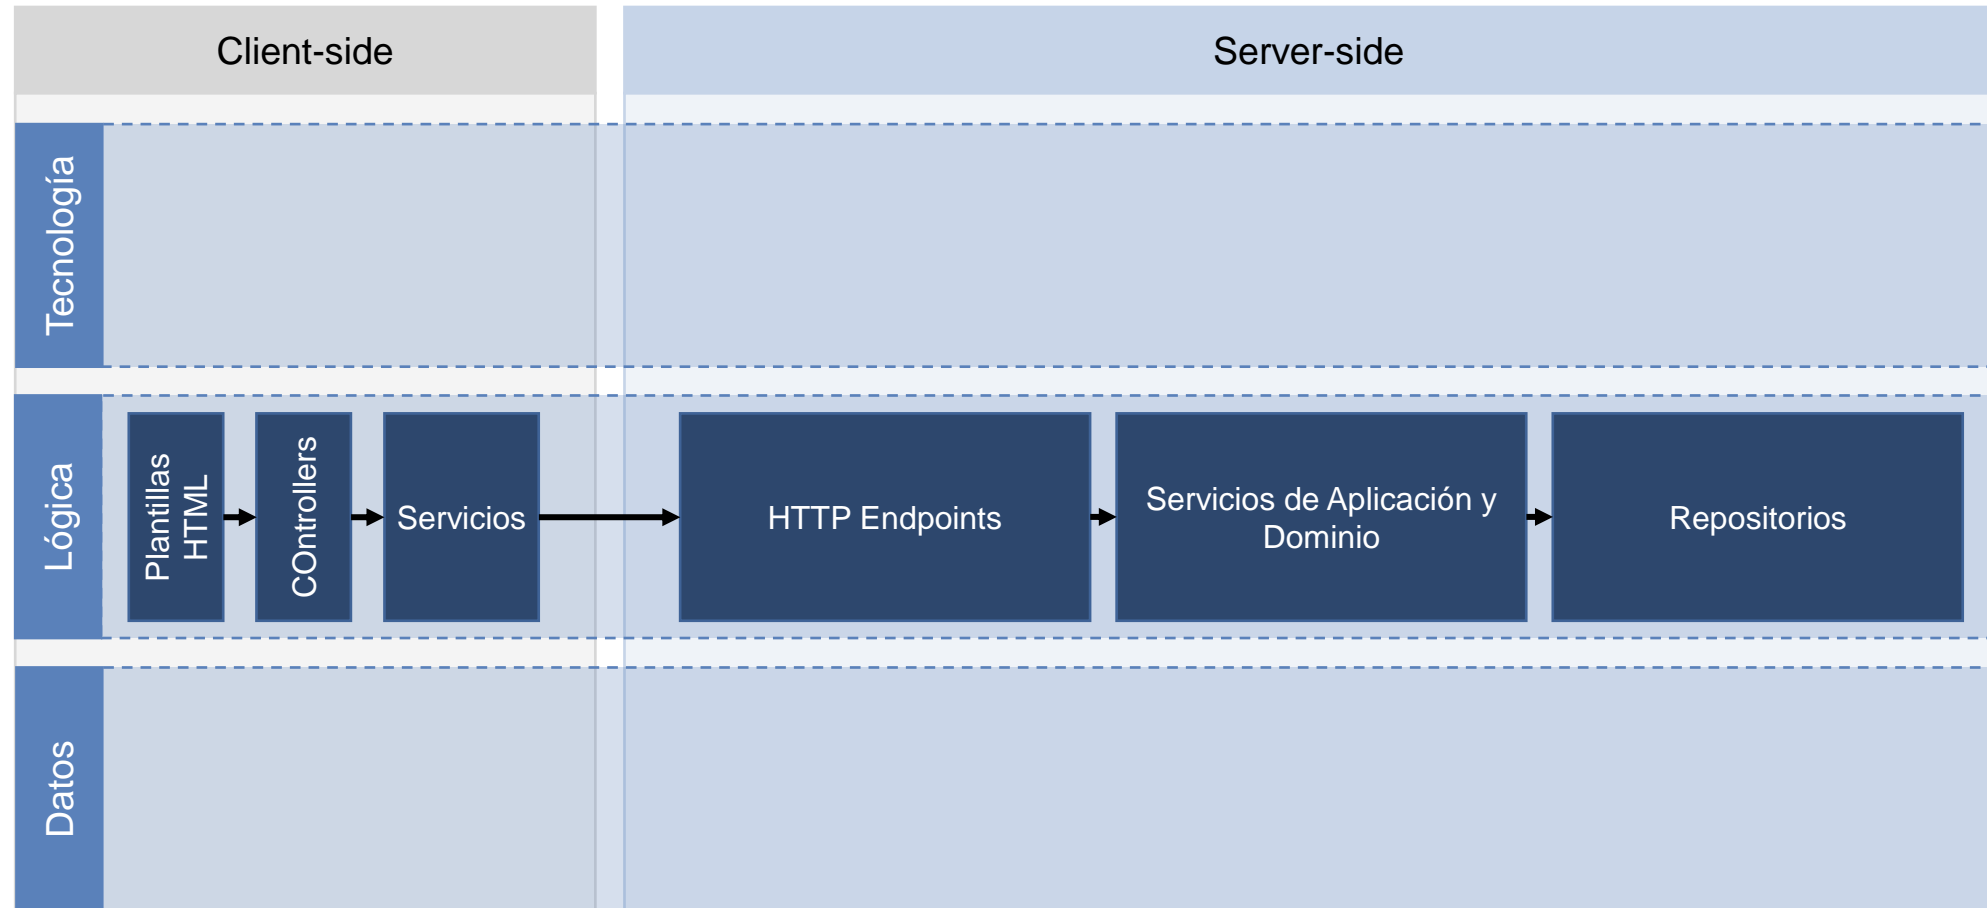 Client-side
Server-side
Tecnología
Lógica
Plantillas
HTML
COntrollers
Servicios
HTTP Endpoints
Servicios de Aplicación y
Dominio
Repositorios
Datos